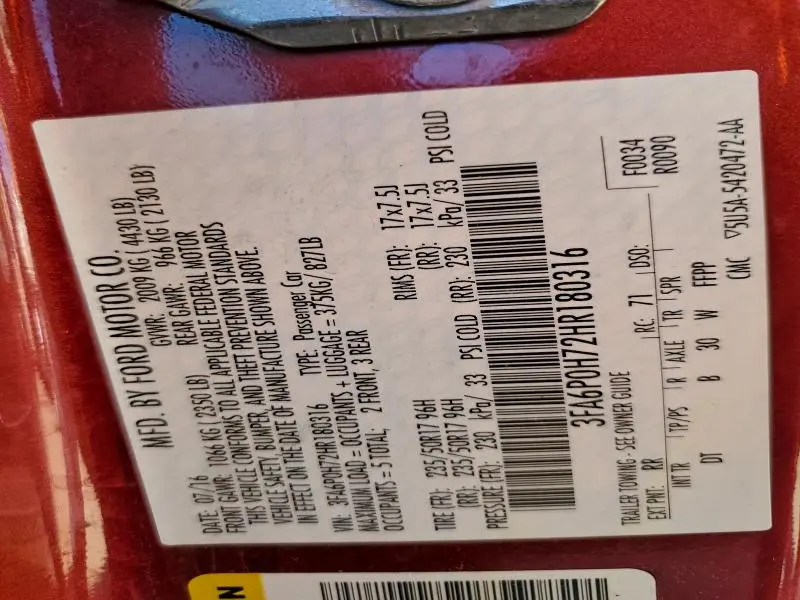 MFD. BY FORD MOTOR CO.
DATE: 07/16 GVWR: 2009 KG ( 4430 LB)
FRONT GAWR: 1066 KG ( 2350 LB) REAR GAWR: 966 KG ( 2130 LB)
THIS VEHICLE CONFORMS TO ALL APPLICABLE FEDERAL MOTOR
VEHICLE SAFETY, BUMPER, AND THEFT PREVENTION STANDARDS
IN EFFECT ON THE DATE OF MANUFACTURE SHOWN ABOVE.
VIN: 3FA6P0H72HR180316 TYPE: Passenger Car
MAXIMUM LOAD = OCCUPANTS + LUGGAGE = 375KG / 827LB
OCCUPANTS = 5 TOTAL: 2 FRONT, 3 REAR
TIRE (FR): 235/50R17 96H RIMS (FR): 17x7.5J
(RR): 235/50R17 96H (RR): 17x7.5J
PRESSURE (FR): 230 kPa/ 33 PSI COLD (RR): 230 kPa/ 33 PSI COLD
3FA6P0H72HR180316
TRAILER TOWING - SEE OWNER GUIDE F0034
EXT PNT: RR RC: 71 DSO: R0090
INT TR TP/PS R AXLE TR SPR
DT B 30 W FFPP
CMC ▽5U5A-5420472-AA
N